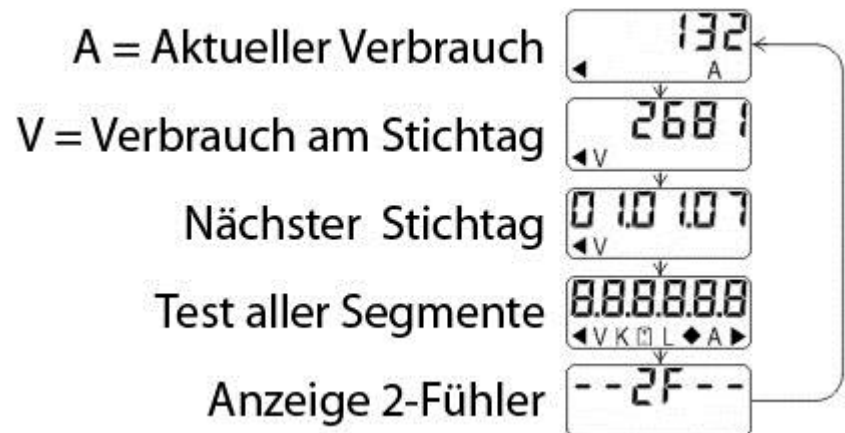 A = Aktueller Verbrauch
132
◀ A
V = Verbrauch am Stichtag
2681
◀ V
Nächster Stichtag
01.01.07
◀ V
Test aller Segmente
8.8.8.8.8.8
◀ V K L ◆ A ▶
Anzeige 2-Fühler
--2F--